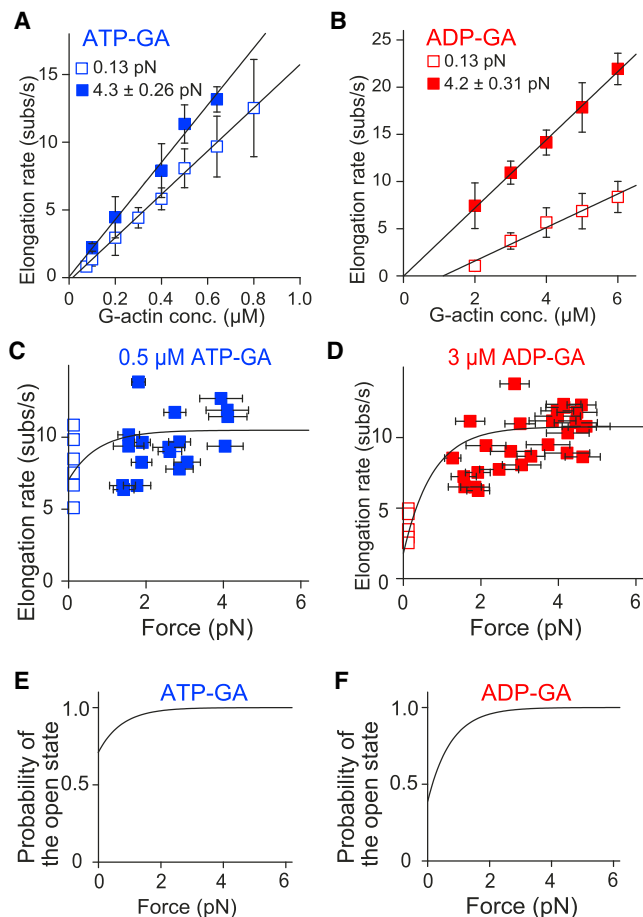 A
ATP-GA
0.13 pN
4.3 ± 0.26 pN
Elongation rate (subs/s)
15
10
5
0
0
0.2
0.4
0.6
0.8
1.0
G-actin conc. (µM)
B
ADP-GA
0.13 pN
4.2 ± 0.31 pN
Elongation rate (subs/s)
25
20
15
10
5
0
0
2
4
6
G-actin conc. (µM)
C
0.5 µM ATP-GA
Elongation rate (subs/s)
10
5
0
0
2
4
6
Force (pN)
D
3 µM ADP-GA
Elongation rate (subs/s)
10
5
0
0
2
4
6
Force (pN)
E
ATP-GA
Probability of
the open state
1.0
0.5
0
0
2
4
6
Force (pN)
F
ADP-GA
Probability of
the open state
1.0
0.5
0
0
2
4
6
Force (pN)